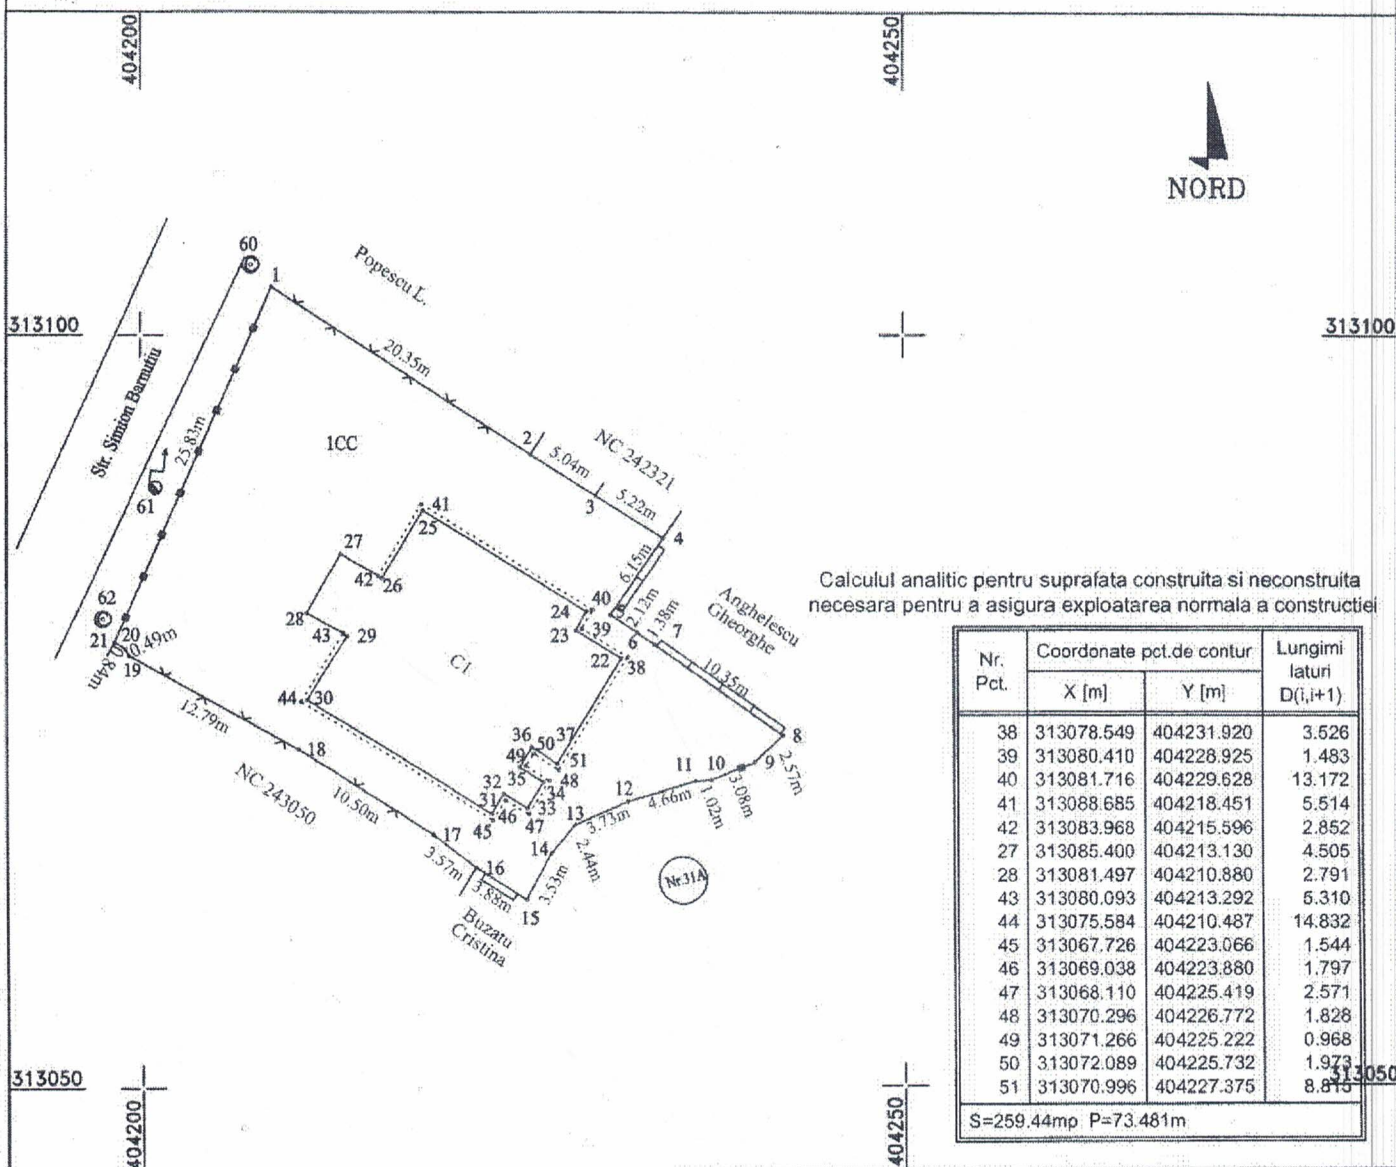 404200
404250
NORD
60
1
Popescu L.
313100
313100
20.35m
Str. Simion Barnutiu
25.83m
1CC
2
NC 242321
5.04m
3
5.22m
4
61
41
25
27
42
26
6.15m
Calculul analitic pentru suprafata construita si neconstruita
necesara pentru a asigura exploatarea normala a constructiei
62
28
43
29
24
40
23
39
2.12m
1.38m
6
7
Anghelescu
Gheorghe
21
20
0.49m
0.84m
19
22
38
C1
10.35m
44
30
12.79m
18
36
50
37
49
51
35
48
8
9
2.57m
11
10
3.08m
1.02m
12
4.66m
32
31
34
33
46
45
47
13
3.73m
NC 243050
10.50m
17
14
2.44m
3.57m
16
3.88m
3.53m
15
Nr.31A
Buzatu
Cristina
Nr. Pct. Coordonate pct.de contur Lungimi laturi D(i,i+1)
X [m] Y [m]
38 313078.549 404231.920 3.526
39 313080.410 404228.925 1.483
40 313081.716 404229.628 13.172
41 313088.685 404218.451 5.514
42 313083.968 404215.596 2.852
27 313085.400 404213.130 4.505
28 313081.497 404210.880 2.791
43 313080.093 404213.292 5.310
44 313075.584 404210.487 14.832
45 313067.726 404223.066 1.544
46 313069.038 404223.880 1.797
47 313068.110 404225.419 2.571
48 313070.296 404226.772 1.828
49 313071.266 404225.222 0.968
50 313072.089 404225.732 1.973
51 313070.996 404227.375 8.815
S=259.44mp P=73.481m
313050
313050
404200
404250